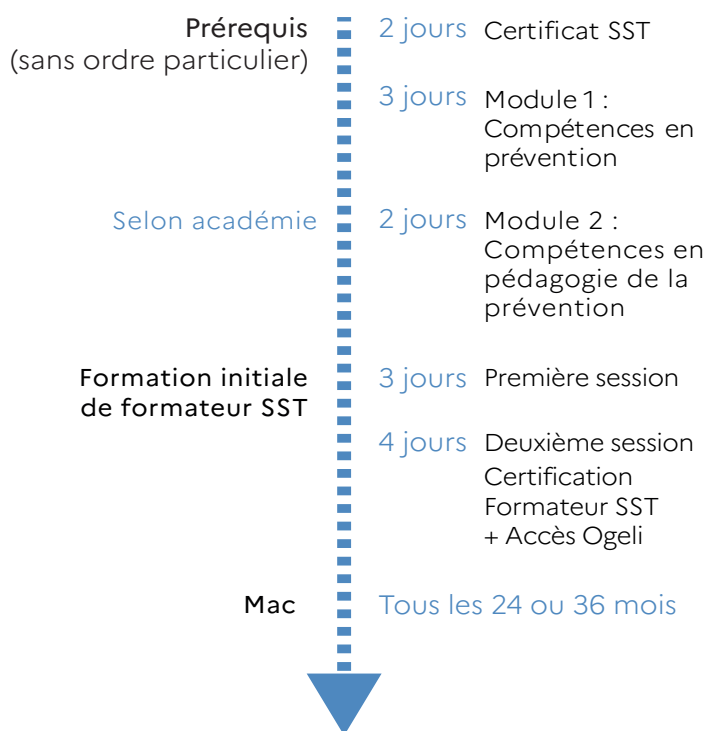 Prérequis
(sans ordre particulier)
2 jours Certificat SST
3 jours Module 1 :
Compétences en
prévention
Selon académie
2 jours Module 2 :
Compétences en
pédagogie de la
prévention
Formation initiale
de formateur SST
3 jours Première session
4 jours Deuxième session
Certification
Formateur SST
+ Accès Ogeli
Mac
Tous les 24 ou 36 mois